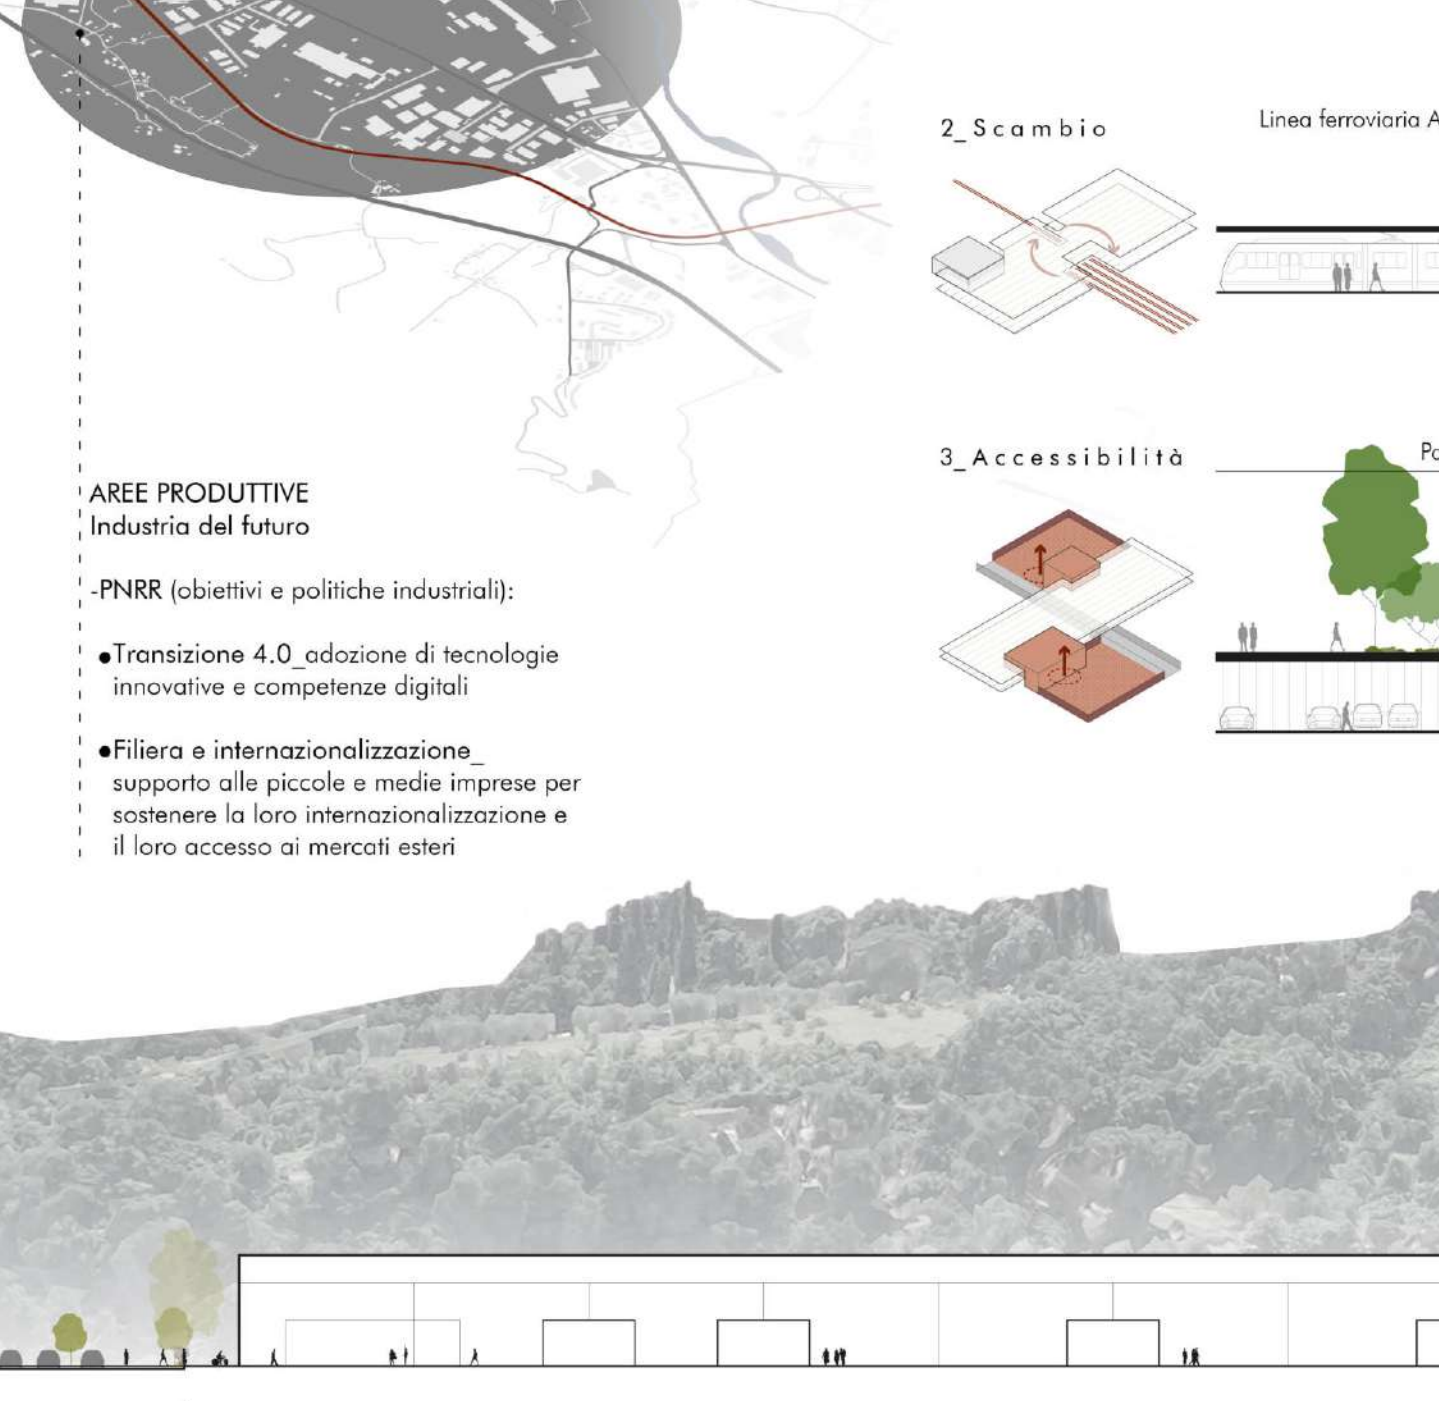 2_Scambio
Linea ferroviaria A
3_Accessibilità
AREE PRODUTTIVE
Industria del futuro
-PNRR (obiettivi e politiche industriali):
●Transizione 4.0_adozione di tecnologie
innovative e competenze digitali
●Filiera e internazionalizzazione_
supporto alle piccole e medie imprese per
sostenere la loro internazionalizzazione e
il loro accesso ai mercati esteri